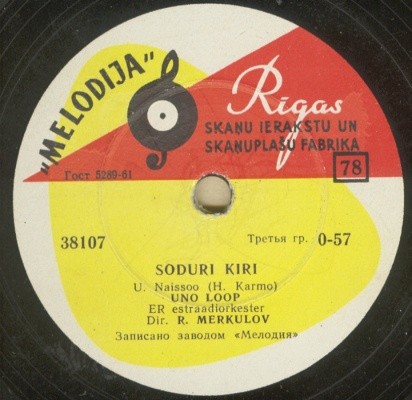 „MELODIJA”
Rīgas
SKAŅU IERAKSTU UN
SKAŅUPLAŠU FABRIKA
78
Гост 5289-61
38107
Третья гр. 0-57
SODURI KIRI
U. Naissoo (H. Karmo)
UNO LOOP
ER estraadiorkester
Dir. R. MERKULOV
Записано заводом «Мелодия»